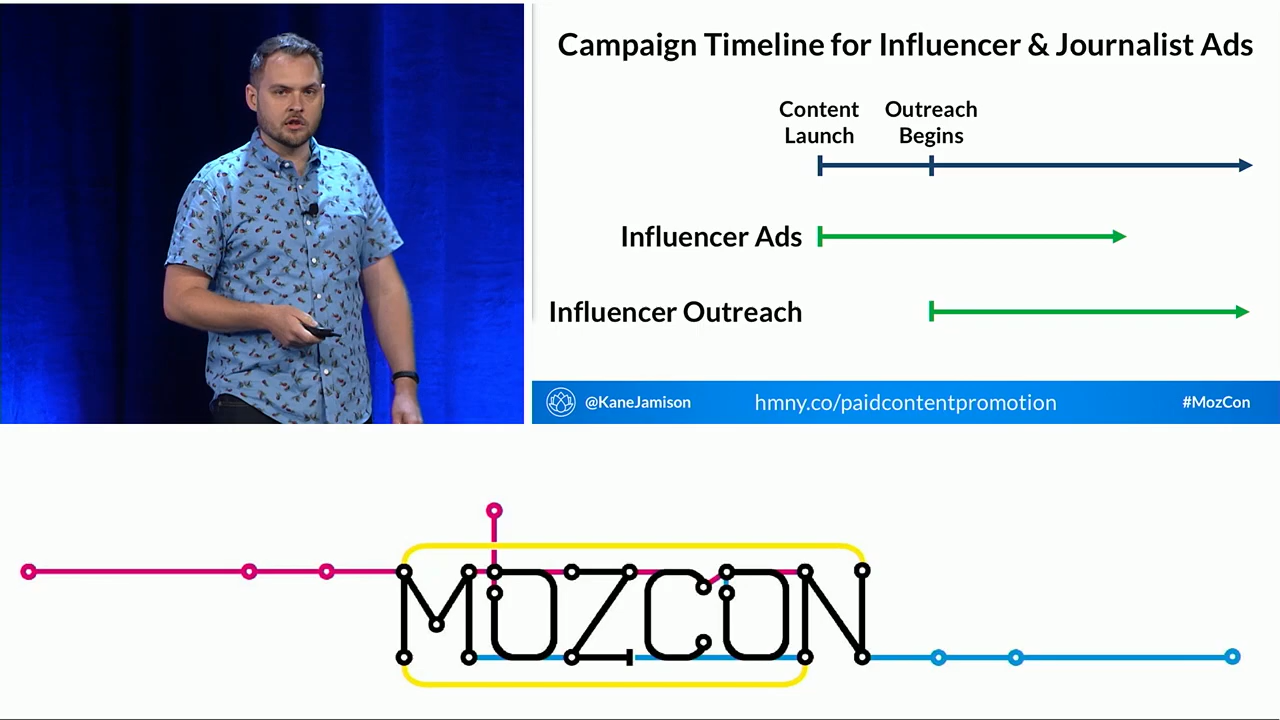 Campaign Timeline for Influencer & Journalist Ads
Content
Launch
Outreach
Begins
Influencer Ads
Influencer Outreach
@KaneJamison
hmny.co/paidcontentpromotion
#MozCon
MOZCON